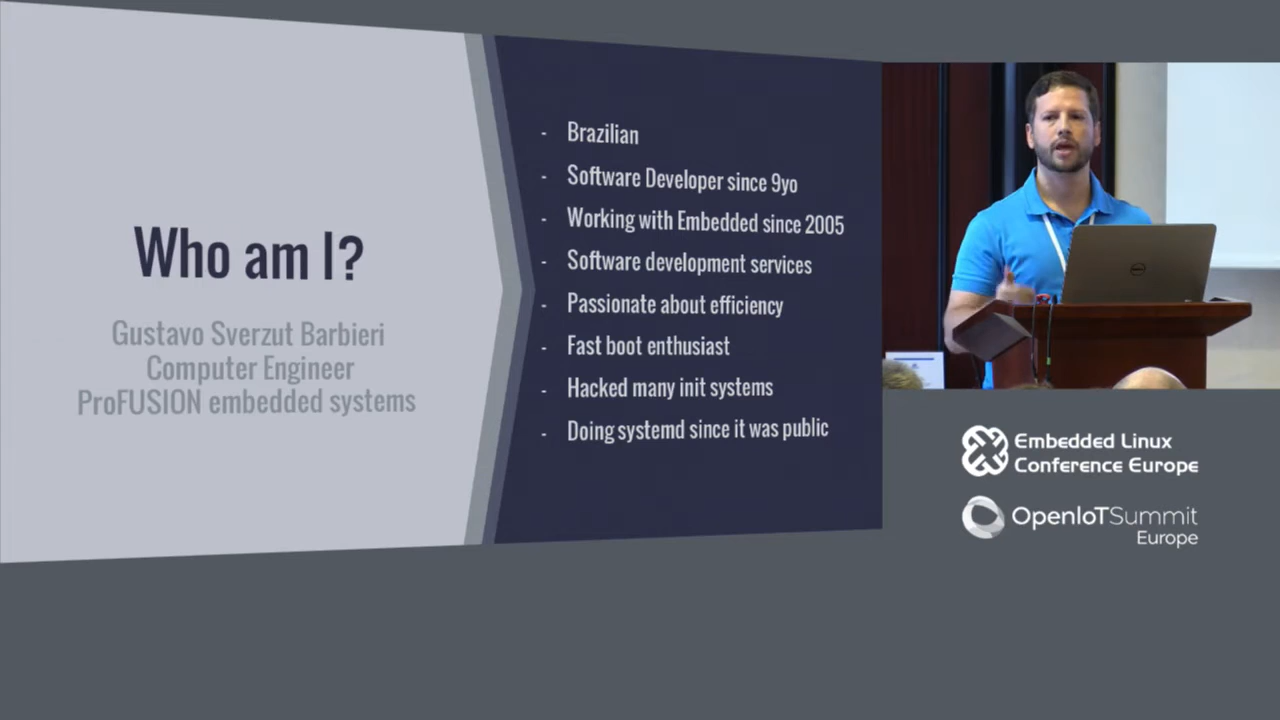 Who am I?
Gustavo Sverzut Barbieri
Computer Engineer
ProFUSION embedded systems
- Brazilian
- Software Developer since 9yo
- Working with Embedded since 2005
- Software development services
- Passionate about efficiency
- Fast boot enthusiast
- Hacked many init systems
- Doing systemd since it was public
DELL
Embedded Linux
Conference Europe
OpenIoTSummit
Europe